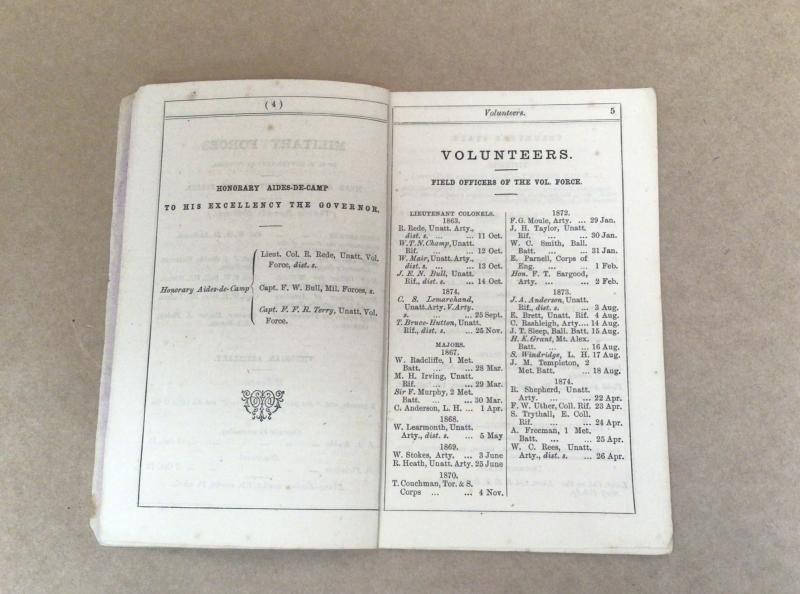 (4)
HONORARY AIDES-DE-CAMP
TO HIS EXCELLENCY THE GOVERNOR.
Honorary Aides-de-Camp
Lieut. Col. R. Rede, Unatt. Vol.
Force, dist. s.
Capt. F. W. Bull, Mil. Forces, s.
Capt. F. F. R. Terry, Unatt. Vol.
Force.
Volunteers. 5
VOLUNTEERS.
FIELD OFFICERS OF THE VOL. FORCE.
LIEUTENANT COLONELS.
1863.
R. Rede, Unatt. Arty.,
dist. s. ... ... 11 Oct.
W. T. N. Champ, Unatt.
Rif. ... ... 12 Oct.
W. Mair, Unatt. Arty.,
dist. s. ... ... 13 Oct.
J. R. N. Bull, Unatt.
Rif., dist. s. ... 14 Oct.
1874.
C. S. Lemarchand,
Unatt. Arty. V. Arty.
s. ... ... 25 Sept.
T. Bruce-Hutton, Unatt.
Rif., dist. s. ... 25 Nov.
MAJORS.
1867.
W. Radcliffe, 1 Met.
Batt. ... ... 28 Mar.
M. H. Irving, Unatt.
Rif. ... ... 29 Mar.
Sir F. Murphy, 2 Met.
Batt. ... ... 30 Mar.
C. Anderson, L. H. ... 1 Apr.
1868.
W. Learmonth, Unatt.
Arty., dist. s. ... 5 May
1869.
W. Stokes, Arty. ... 3 June
R. Heath, Unatt. Arty. 25 June
1870.
T. Couchman, Tor. & S.
Corps ... ... 4 Nov.
1872.
F. G. Moule, Arty. ... 29 Jan.
J. H. Taylor, Unatt.
Rif. ... ... 30 Jan.
W. C. Smith, Ball.
Batt. ... ... 31 Jan.
E. Parnell, Corps of
Eng. ... ... 1 Feb.
Hon. F. T. Sargood,
Arty. ... ... 2 Feb.
1873.
J. A. Anderson, Unatt.
Rif., dist. s. ... 3 Aug.
E. Brett, Unatt. Rif. 4 Aug.
C. Rashleigh, Arty.... 14 Aug.
J. T. Sleep, Ball. Batt. 15 Aug.
H. K. Grant, Mt. Alex.
Batt. ... ... 16 Aug.
S. Windridge, L. H. 17 Aug.
J. M. Templeton, 2
Met. Batt. ... 18 Aug.
1874.
R. Shepherd, Unatt.
Arty. ... ... 22 Apr.
F. W. Usher, Coll. Rif. 23 Apr.
S. Trythall, E. Coll.
Rif. ... ... 24 Apr.
A. Freeman, 1 Met.
Batt. ... ... 25 Apr.
W. C. Rees, Unatt.
Arty., dist. s. ... 26 Apr.